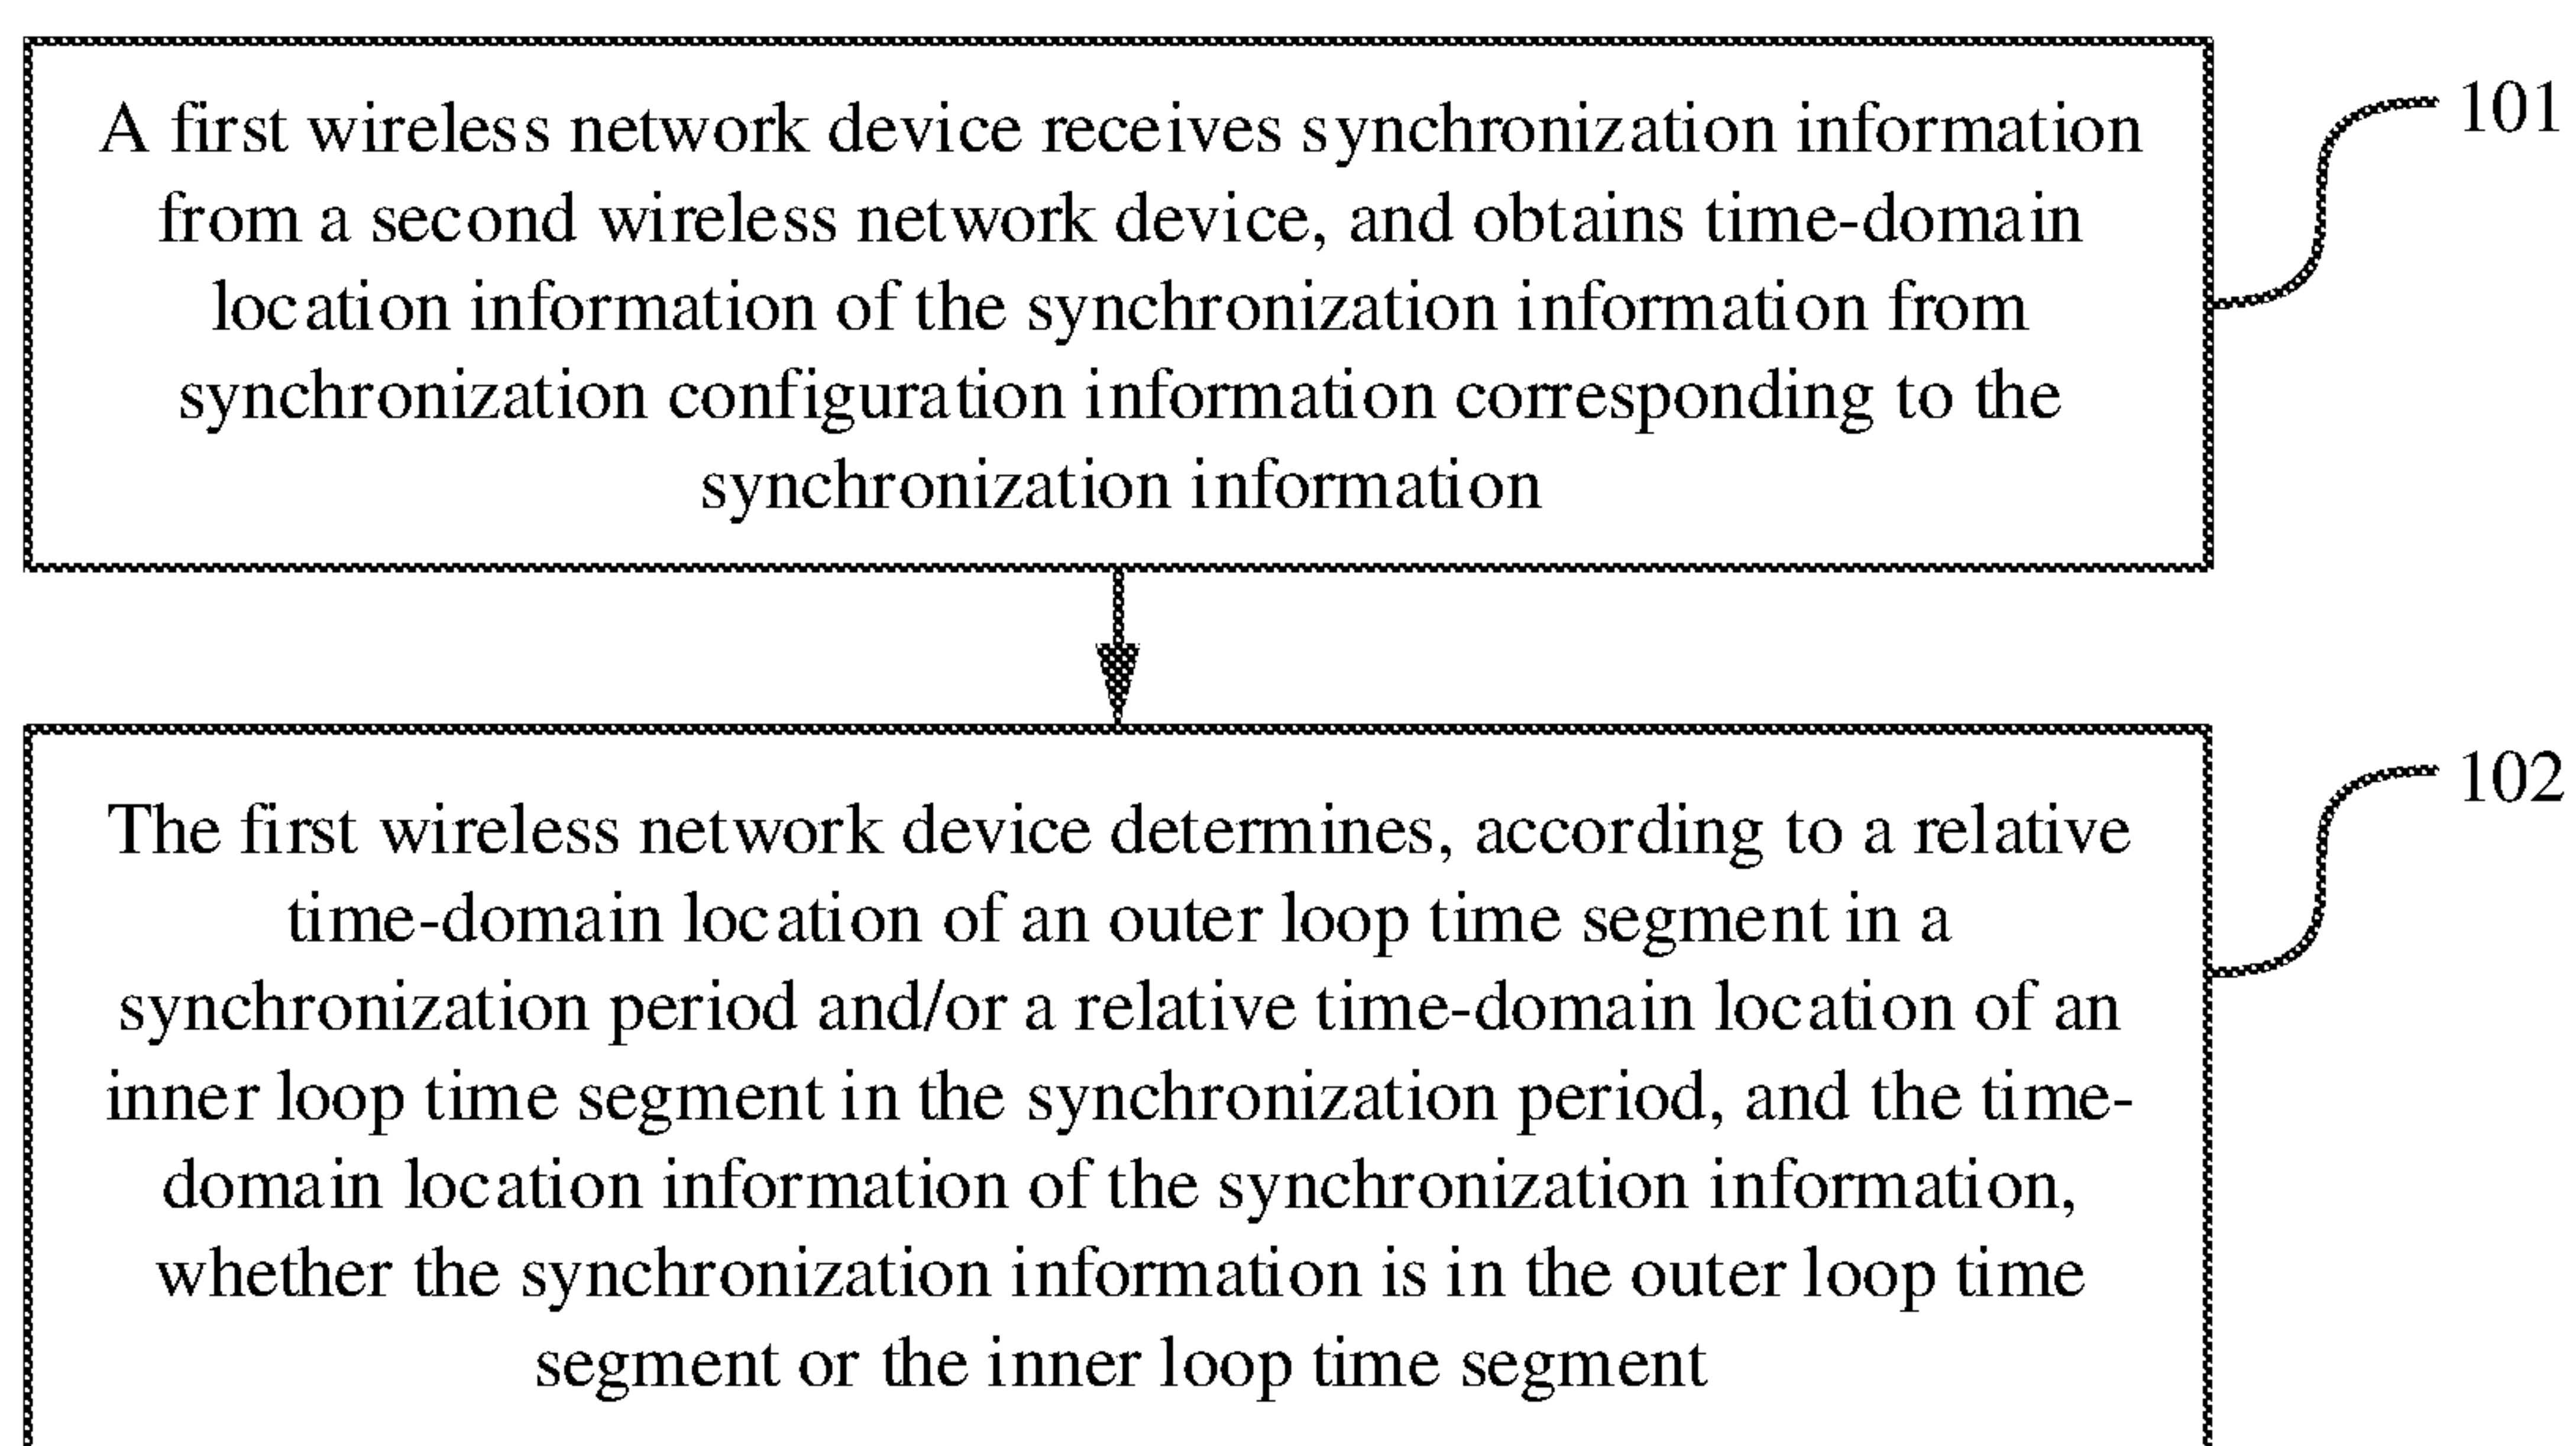 A first wireless network device receives synchronization information
from a second wireless network device, and obtains time-domain
location information of the synchronization information from
synchronization configuration information corresponding to the
synchronization information
101
The first wireless network device determines, according to a relative
time-domain location of an outer loop time segment in a
synchronization period and/or a relative time-domain location of an
inner loop time segment in the synchronization period, and the time-
domain location information of the synchronization information,
whether the synchronization information is in the outer loop time
segment or the inner loop time segment
102